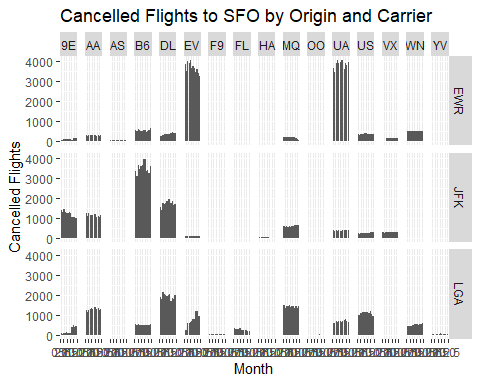 Cancelled Flights to SFO by Origin and Carrier
9E AA AS B6 DL EV F9 FL HA MQ OO UA US VX WN YV
4000
3000
2000
1000
0
EWR
4000
3000
2000
1000
0
JFK
4000
3000
2000
1000
0
LGA
Cancelled Flights
Month